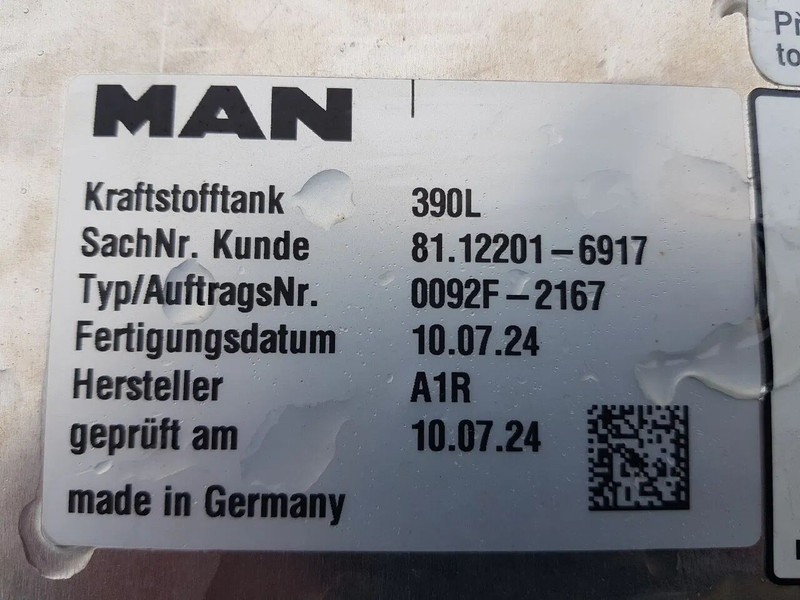 MAN
Kraftstofftank 390L
SachNr. Kunde 81.12201-6917
Typ/AuftragsNr. 0092F-2167
Fertigungsdatum 10.07.24
Hersteller A1R
geprüft am 10.07.24
made in Germany